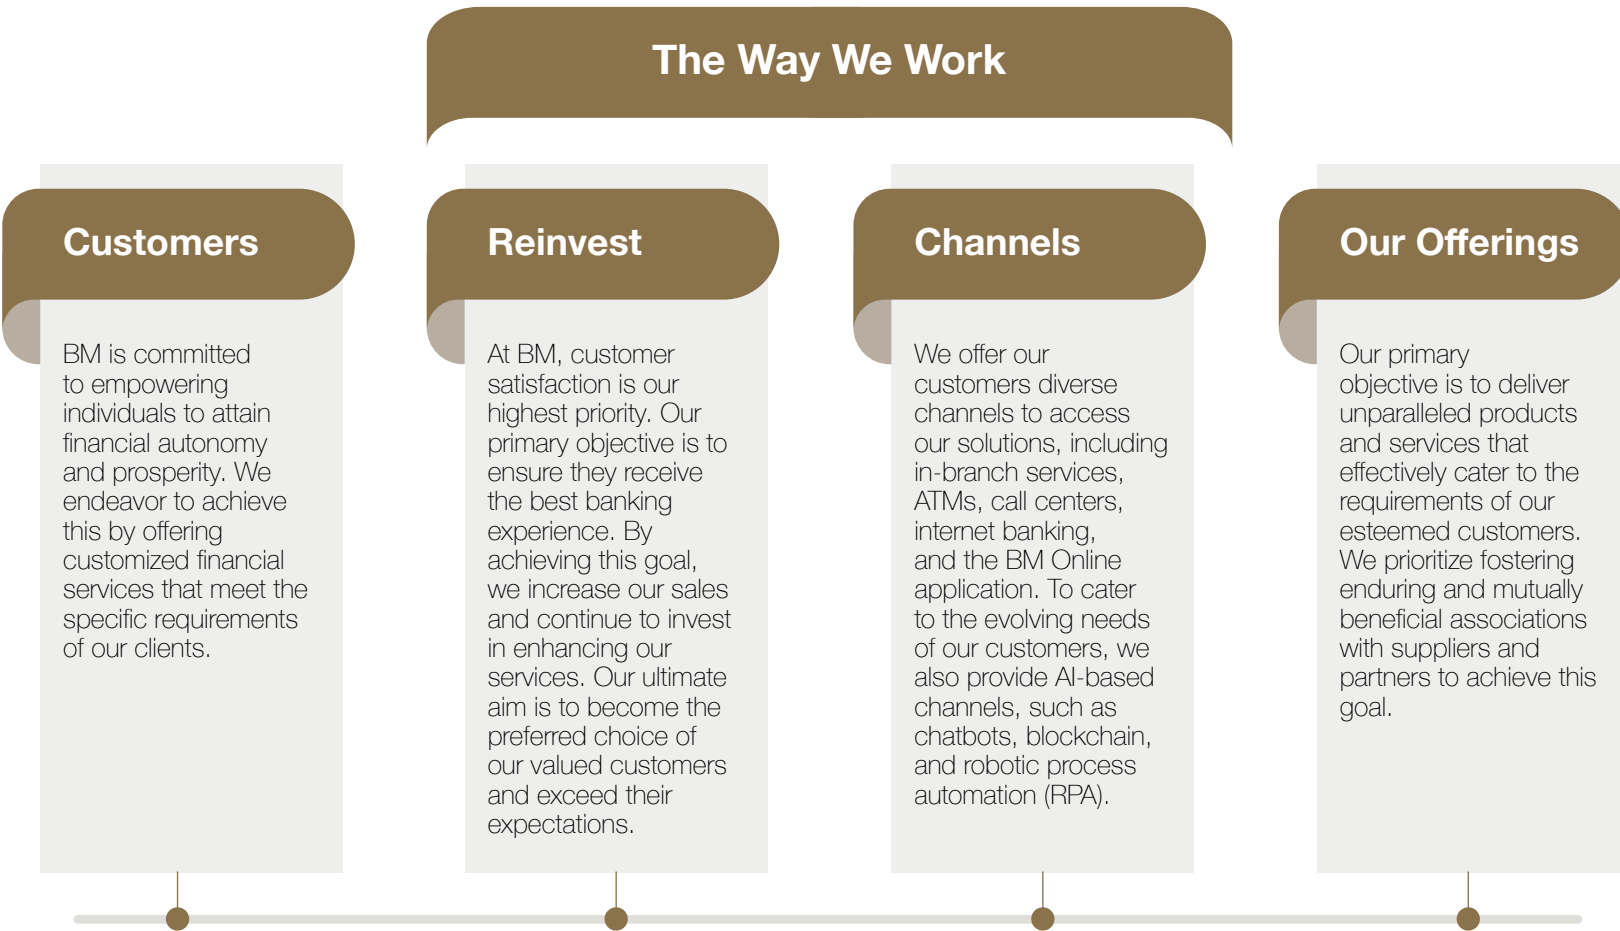 The Way We Work
Customers
BM is committed
to empowering
individuals to attain
financial autonomy
and prosperity. We
endeavor to achieve
this by offering
customized financial
services that meet the
specific requirements
of our clients.
Reinvest
At BM, customer
satisfaction is our
highest priority. Our
primary objective is to
ensure they receive
the best banking
experience. By
achieving this goal,
we increase our sales
and continue to invest
in enhancing our
services. Our ultimate
aim is to become the
preferred choice of
our valued customers
and exceed their
expectations.
Channels
We offer our
customers diverse
channels to access
our solutions, including
in-branch services,
ATMs, call centers,
internet banking,
and the BM Online
application. To cater
to the evolving needs
of our customers, we
also provide AI-based
channels, such as
chatbots, blockchain,
and robotic process
automation (RPA).
Our Offerings
Our primary
objective is to deliver
unparalleled products
and services that
effectively cater to the
requirements of our
esteemed customers.
We prioritize fostering
enduring and mutually
beneficial associations
with suppliers and
partners to achieve this
goal.